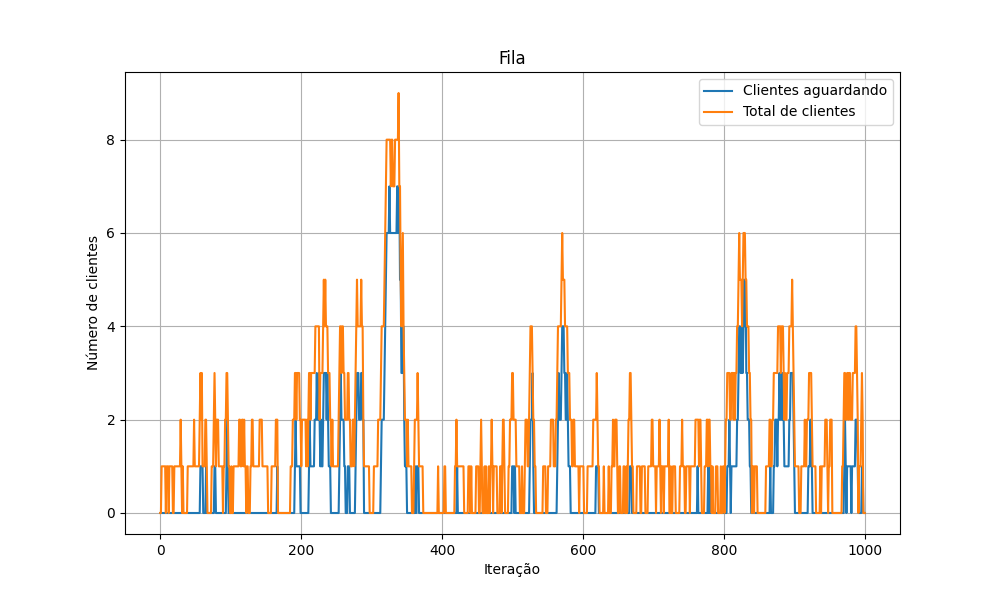 Fila
Clientes aguardando
Total de clientes
Número de clientes
8
6
4
2
0
0 200 400 600 800 1000
Iteração